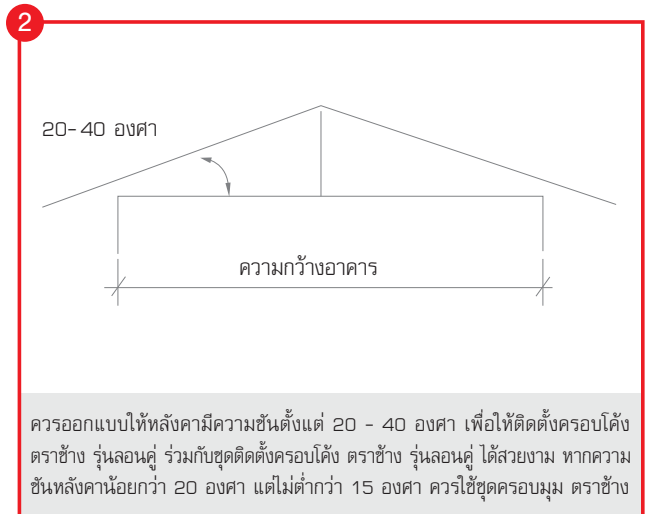 2
20-40 องศา
ความกว้างอาคาร
ควรออกแบบให้หลังคามีความชันตั้งแต่ 20 - 40 องศา เพื่อให้ติดตั้งครอบโค้ง
ตราช้าง รุ่นลอนคู่ ร่วมกับชุดติดตั้งครอบโค้ง ตราช้าง รุ่นลอนคู่ ได้สวยงาม หากความ
ชันหลังคาน้อยกว่า 20 องศา แต่ไม่ต่ำกว่า 15 องศา ควรใช้ชุดครอบมุม ตราช้าง